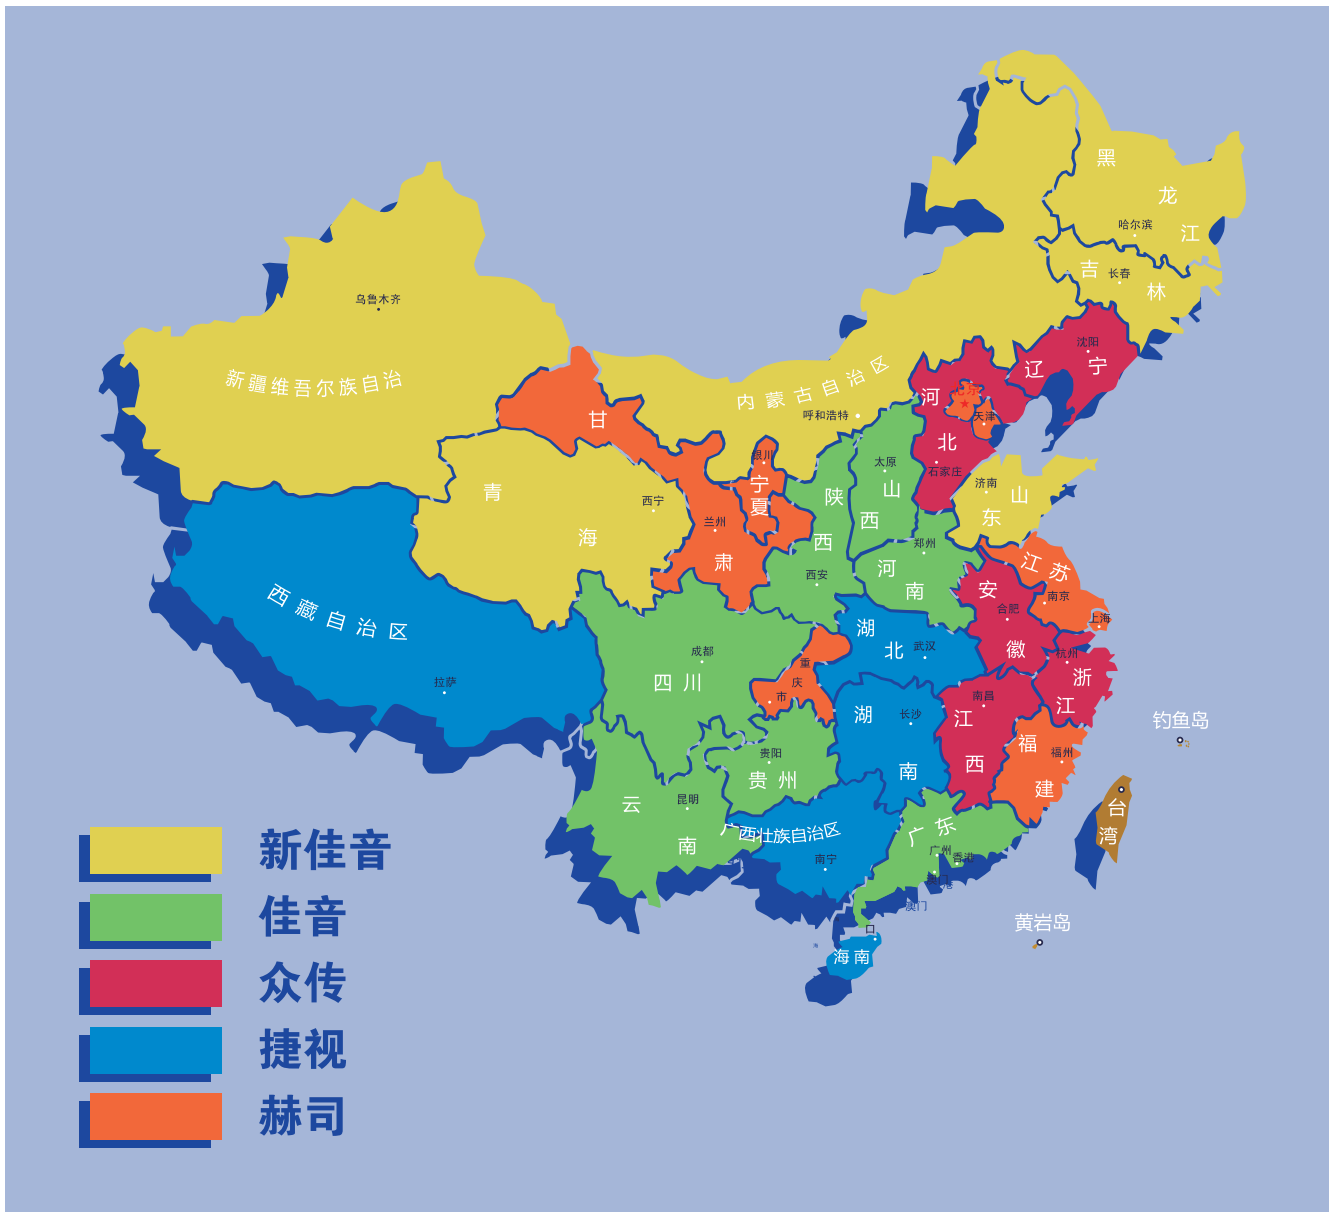 黑
龙
江
哈尔滨
吉
林
长春
乌鲁木齐
新疆维吾尔族自治
内蒙古自治区
呼和浩特
辽
宁
沈阳
河
北
北京
天津
石家庄
甘
肃
兰州
宁
夏
银川
青
海
西宁
陕
西
西安
山
西
太原
山
东
济南
河
南
郑州
江苏
南京
上海
安
徽
合肥
西藏自治区
拉萨
四川
成都
重
庆
市
湖
北
武汉
湖
南
长沙
江
西
南昌
浙
江
杭州
福
建
福州
钓鱼岛
贵州
贵阳
云
南
昆明
广西壮族自治区
南宁
广东
广州
香港
澳门
港
澳门
台
湾
口
海南
海
黄岩岛
新佳音
佳音
众传
捷视
赫司